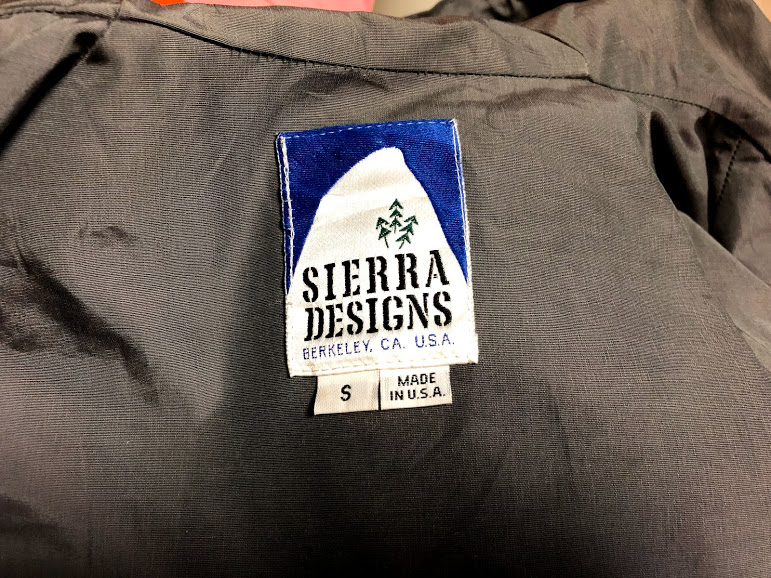 SIERRA
DESIGNS
BERKELEY, CA. U.S.A.
S
MADE
IN U.S.A.